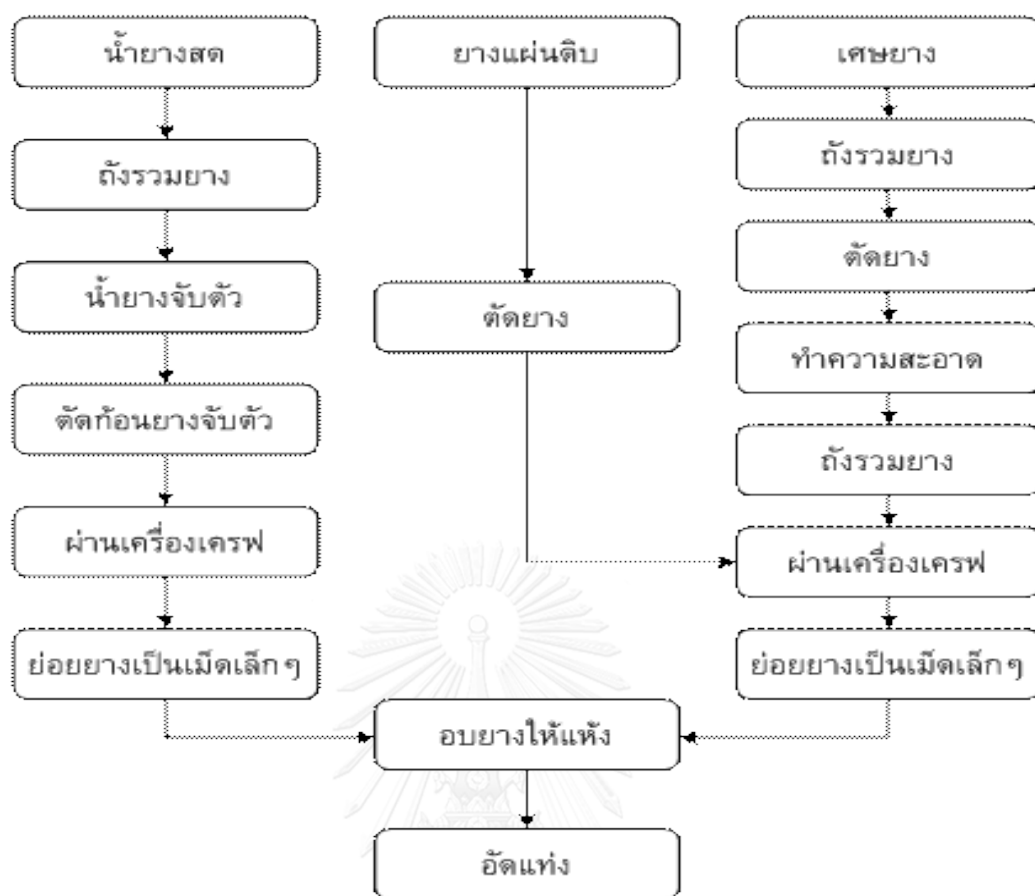 น้ำยางสด
ถังรวมยาง
น้ำยางจับตัว
ตัดท้อนยางจับตัว
ผ่านเครื่องเครฟ
ย่อยยางเป็นเม็ดเล็กๆ
ยางแผ่นดิบ
ตัดยาง
เศษยาง
ถังรวมยาง
ตัดยาง
ทำความสะอาด
ถังรวมยาง
ผ่านเครื่องเครฟ
ย่อยยางเป็นเม็ดเล็กๆ
อบยางให้แห้ง
อัดแท่ง